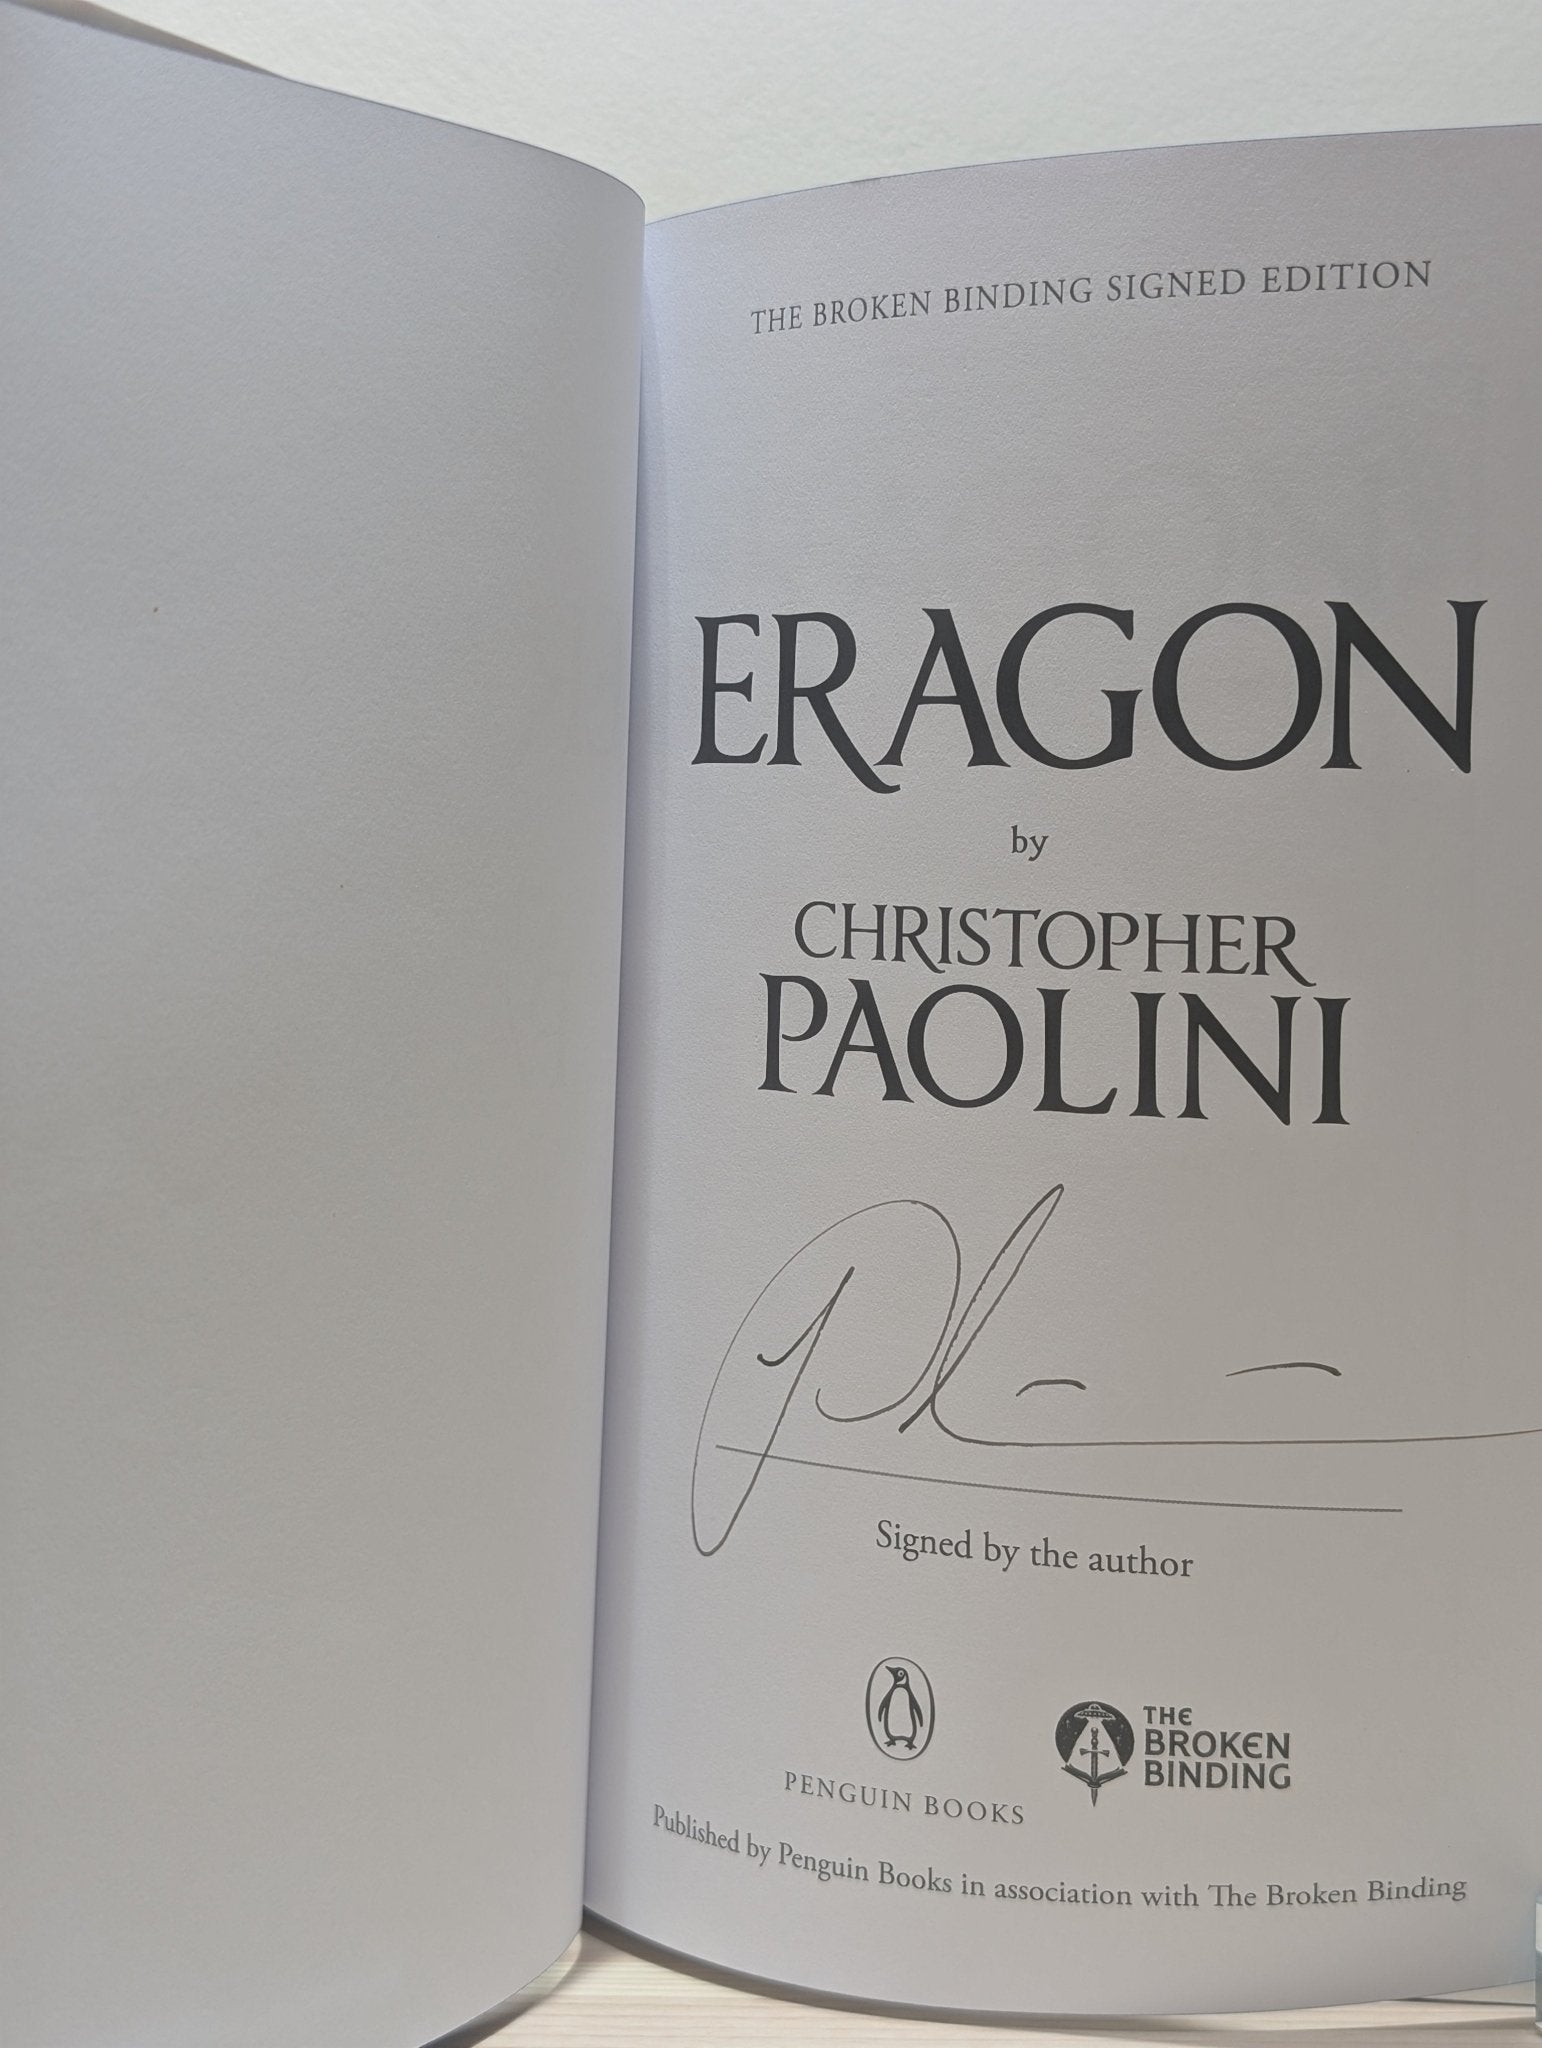 THE BROKEN BINDING SIGNED EDITION
ERAGON
by
CHRISTOPHER
PAOLINI
Signed by the author
PENGUIN BOOKS
THE
BROKEN
BINDING
Published by Penguin Books in association with The Broken Binding